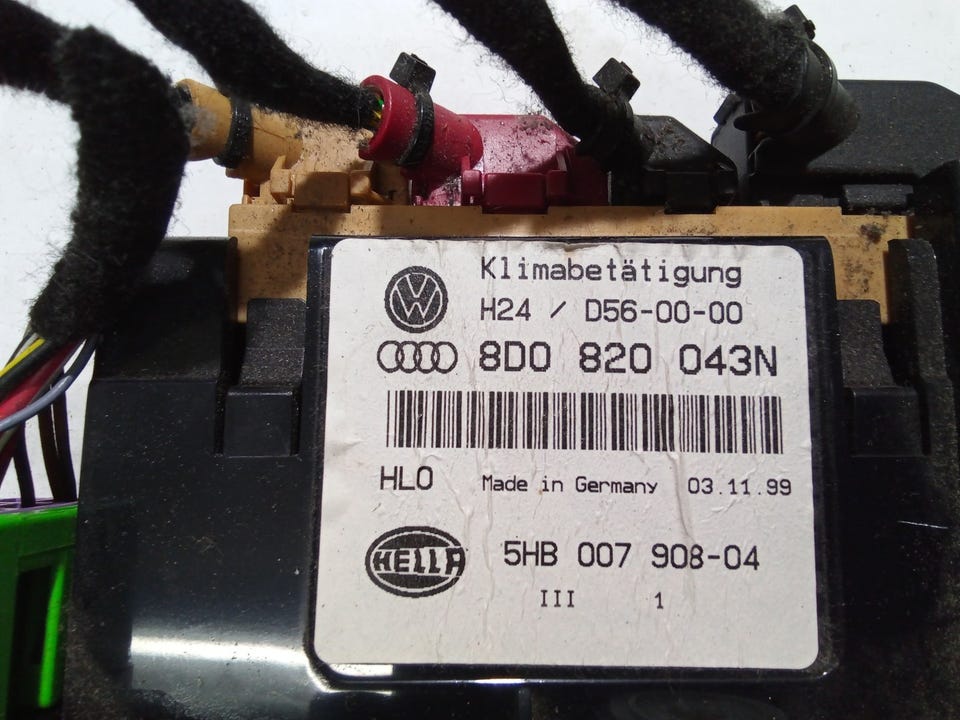 Klimabetätigung
H24 / D56-00-00
8D0 820 043N
HLO Made in Germany 03.11.99
HELLA 5HB 007 908-04
III 1